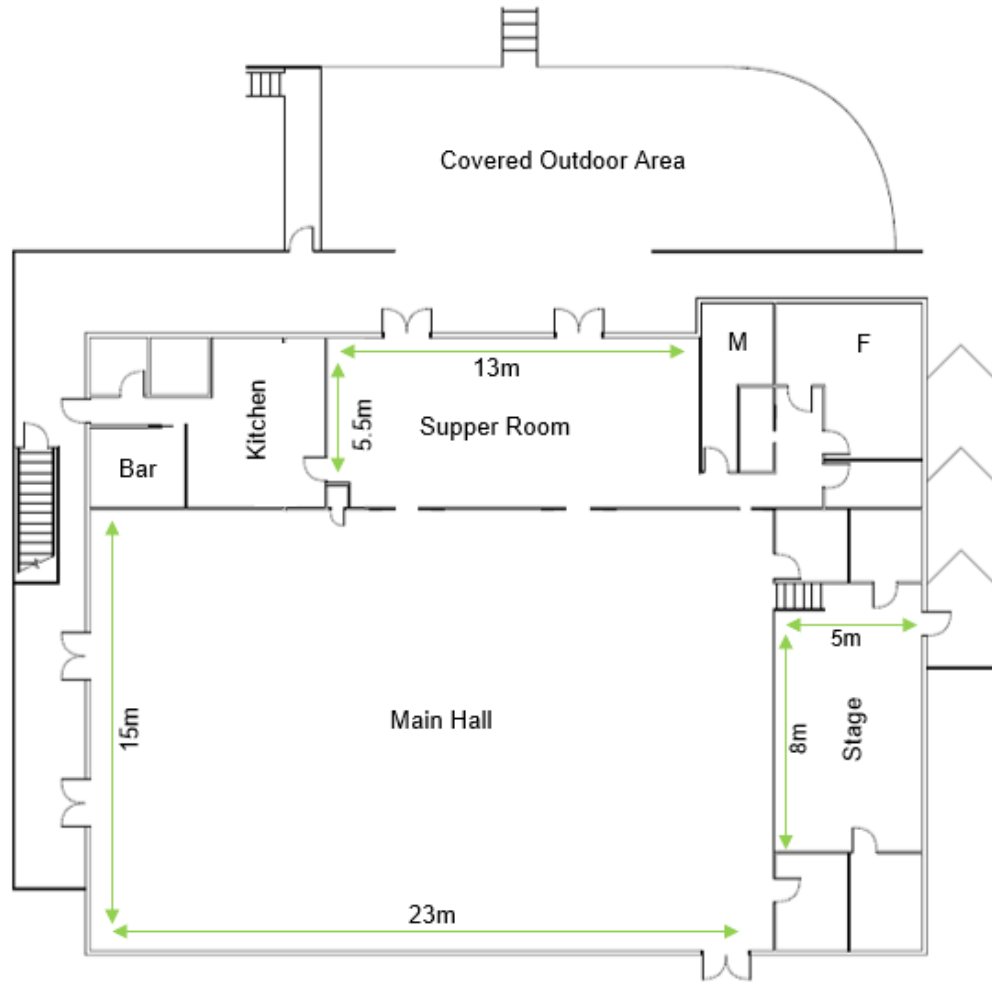 Covered Outdoor Area
M
F
13m
5.5m
Kitchen
Supper Room
Bar
5m
15m
Main Hall
Stage
8m
23m